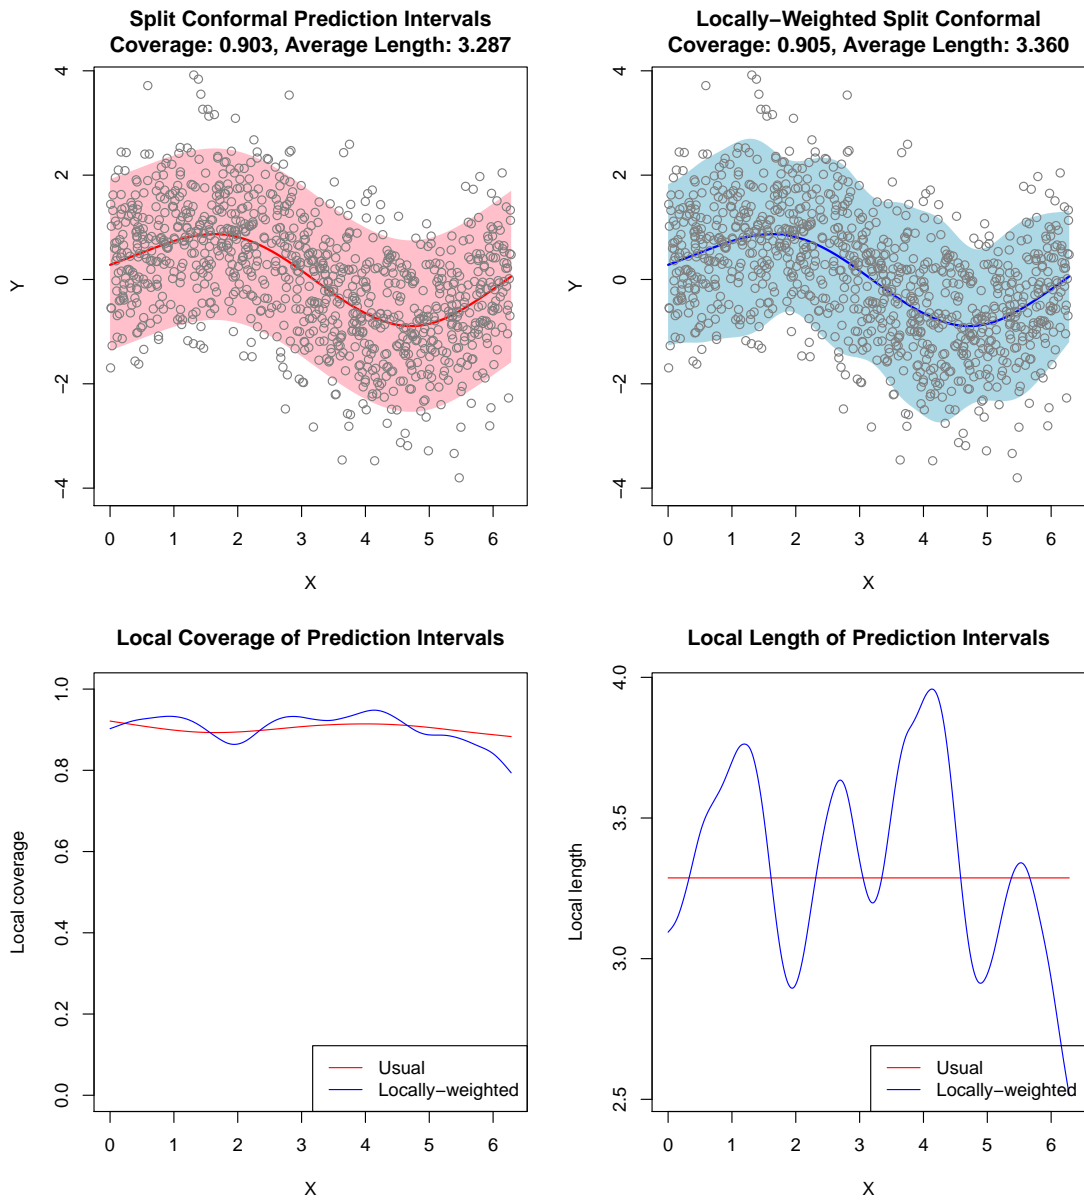 Split Conformal Prediction Intervals
Coverage: 0.903, Average Length: 3.287
4
2
0
−2
−4
Y
0 1 2 3 4 5 6
X
Locally−Weighted Split Conformal
Coverage: 0.905, Average Length: 3.360
4
2
0
−2
−4
Y
0 1 2 3 4 5 6
X
Local Coverage of Prediction Intervals
1.0
0.8
0.6
0.4
0.2
0.0
Local coverage
Usual
Locally−weighted
0 1 2 3 4 5 6
X
Local Length of Prediction Intervals
4.0
3.5
3.0
2.5
Local length
Usual
Locally−weighted
0 1 2 3 4 5 6
X